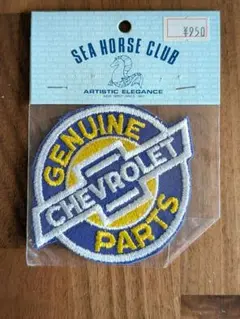 ¥950
SEA HORSE CLUB
ARTISTIC ELEGANCE
GENUINE
CHEVROLET
PARTS